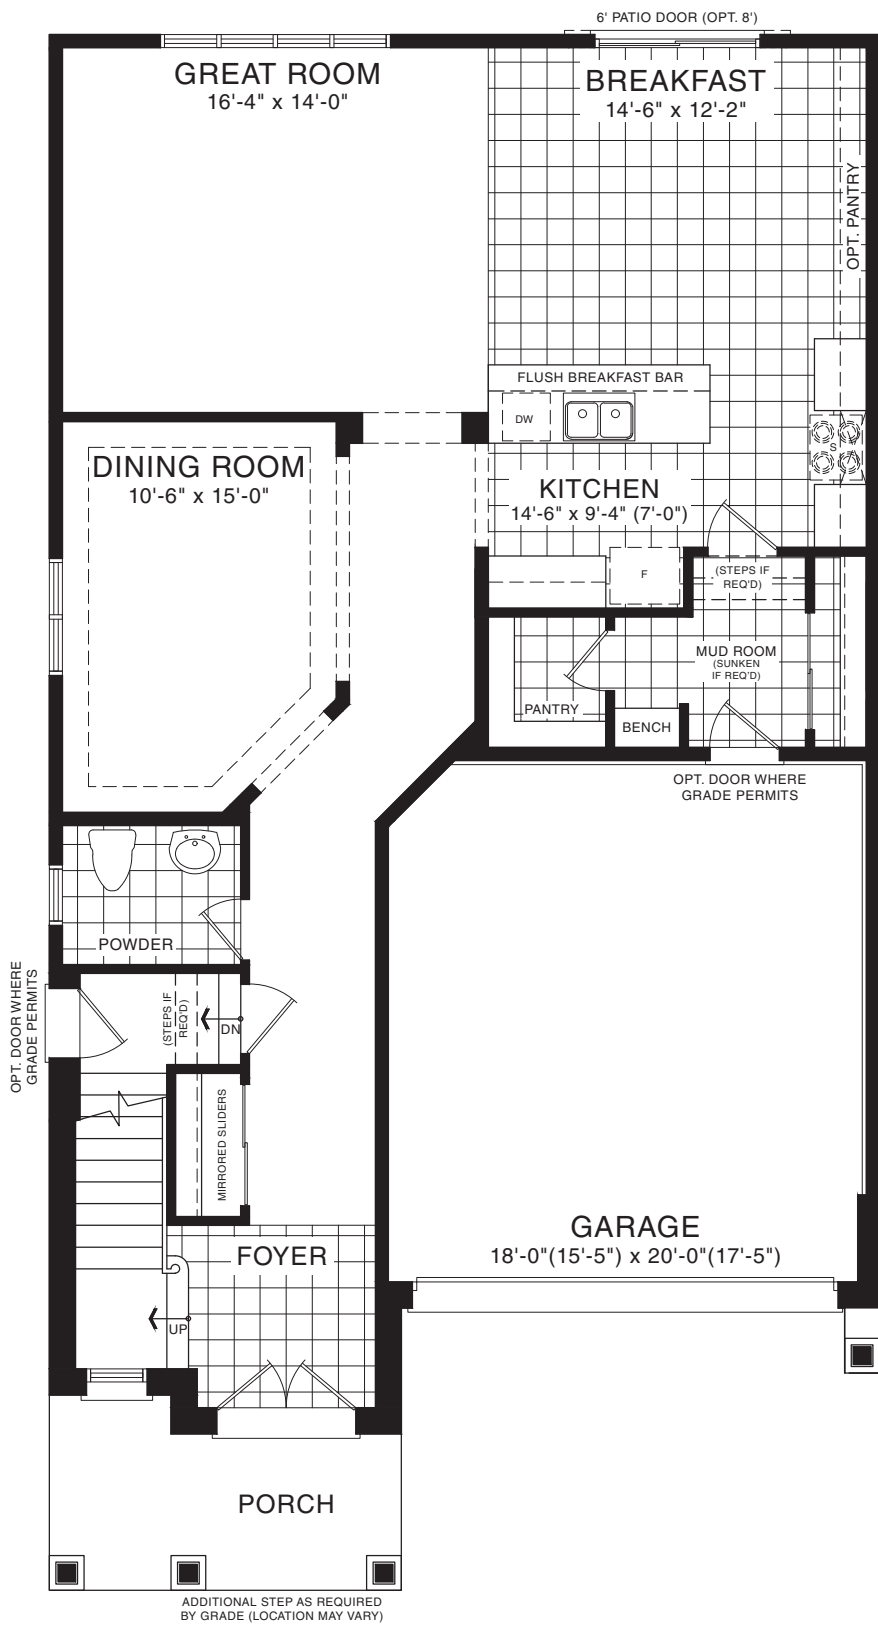 6' PATIO DOOR (OPT. 8')
GREAT ROOM
16'-4" x 14'-0"
BREAKFAST
14'-6" x 12'-2"
OPT. PANTRY
FLUSH BREAKFAST BAR
DW
S
DINING ROOM
10'-6" x 15'-0"
KITCHEN
14'-6" x 9'-4" (7'-0")
F
(STEPS IF
REQ'D)
MUD ROOM
(SUNKEN
IF REQ'D)
PANTRY
BENCH
OPT. DOOR WHERE
GRADE PERMITS
POWDER
OPT. DOOR WHERE
GRADE PERMITS
(STEPS IF
REQ'D)
DN
MIRRORED SLIDERS
FOYER
UP
GARAGE
18'-0"(15'-5") x 20'-0"(17'-5")
PORCH
ADDITIONAL STEP AS REQUIRED
BY GRADE (LOCATION MAY VARY)